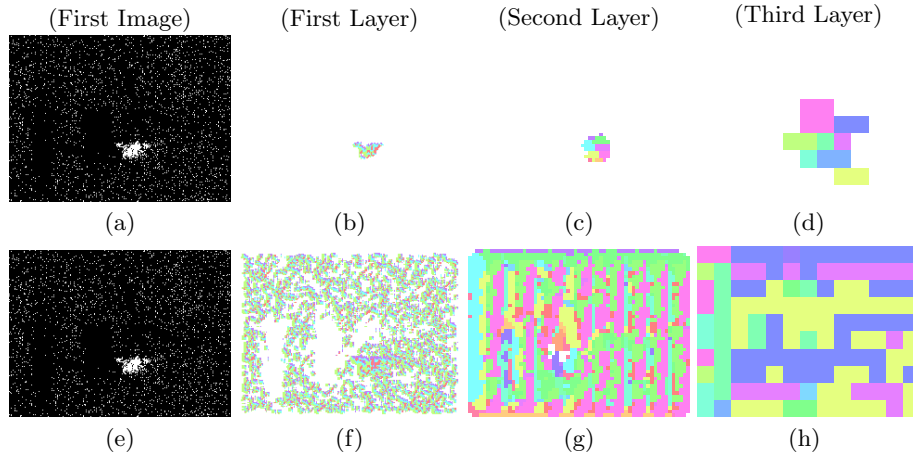 (First Image) (First Layer) (Second Layer) (Third Layer)
(a) (b) (c) (d)
(e) (f) (g) (h)